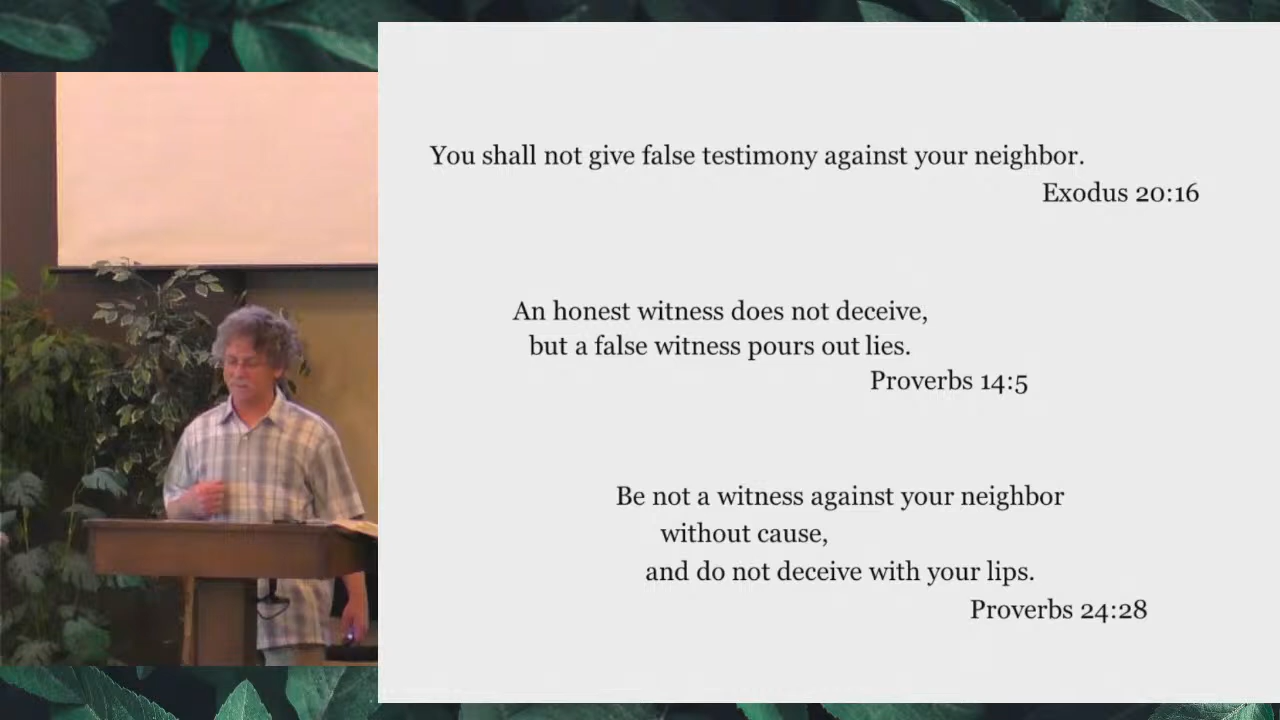 You shall not give false testimony against your neighbor.
Exodus 20:16
An honest witness does not deceive,
but a false witness pours out lies.
Proverbs 14:5
Be not a witness against your neighbor
without cause,
and do not deceive with your lips.
Proverbs 24:28